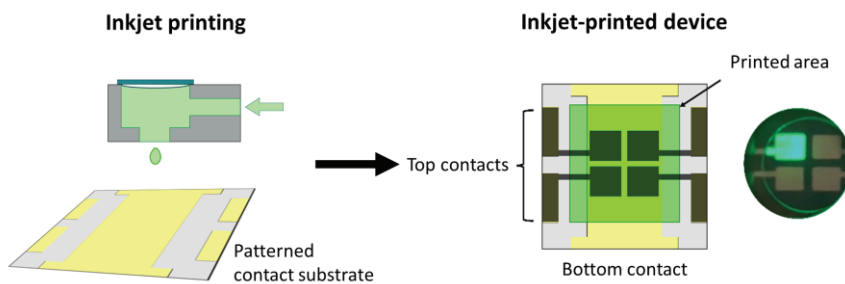 Inkjet printing
Inkjet-printed device
Printed area
Top contacts
Patterned
contact substrate
Bottom contact